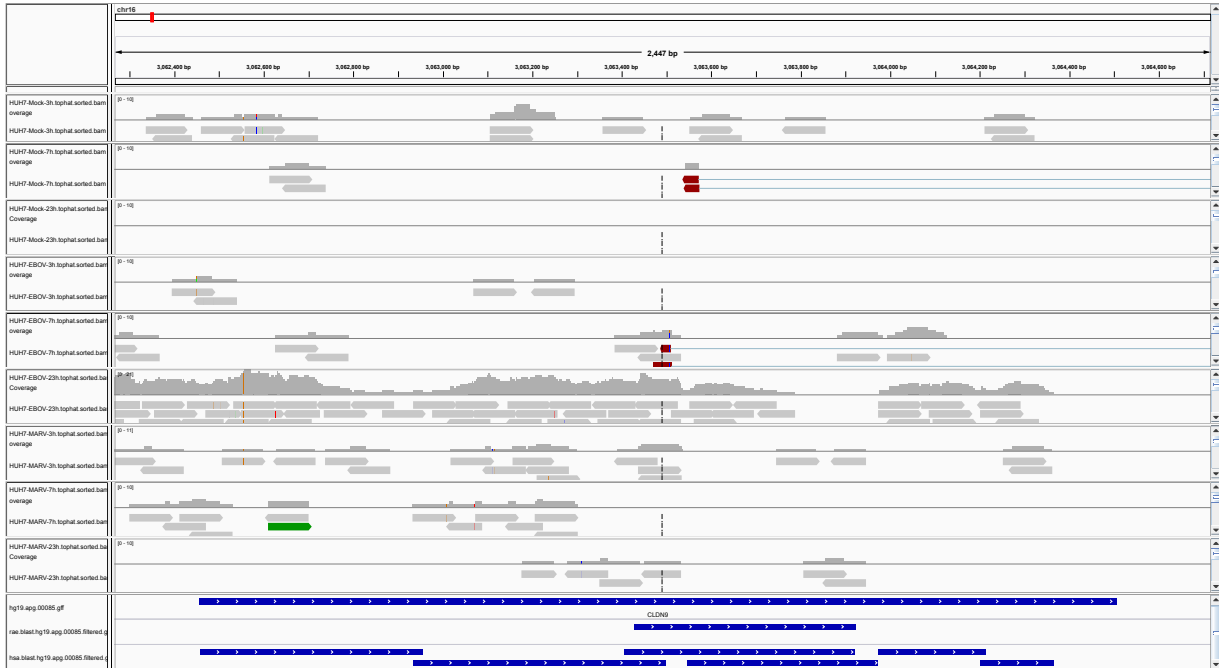 chr16
2,447 bp
3,062,400 bp 3,062,600 bp 3,062,800 bp 3,063,000 bp 3,063,200 bp 3,063,400 bp 3,063,600 bp 3,063,800 bp 3,064,000 bp 3,064,200 bp 3,064,400 bp 3,064,600 bp
HUH7-Mock-3h.tophat.sorted.bam [0 - 10]
overage
HUH7-Mock-3h.tophat.sorted.bam
HUH7-Mock-7h.tophat.sorted.bam [0 - 10]
overage
HUH7-Mock-7h.tophat.sorted.bam
HUH7-Mock-23h.tophat.sorted.bar [0 - 10]
Coverage
HUH7-Mock-23h.tophat.sorted.bar
HUH7-EBOV-3h.tophat.sorted.bam [0 - 10]
overage
HUH7-EBOV-3h.tophat.sorted.bam
HUH7-EBOV-7h.tophat.sorted.bam [0 - 10]
overage
HUH7-EBOV-7h.tophat.sorted.bam
HUH7-EBOV-23h.tophat.sorted.ba
Coverage
HUH7-EBOV-23h.tophat.sorted.ba
HUH7-MARV-3h.tophat.sorted.bam [0 - 11]
overage
HUH7-MARV-3h.tophat.sorted.bam
HUH7-MARV-7h.tophat.sorted.bam [0 - 10]
overage
HUH7-MARV-7h.tophat.sorted.bam
HUH7-MARV-23h.tophat.sorted.ba [0 - 10]
Coverage
HUH7-MARV-23h.tophat.sorted.ba
hg19.apg.00085.gff
CLDN9
rae.blast.hg19.apg.00085.filtered.g
hsa.blast.hg19.apg.00085.filtered.g